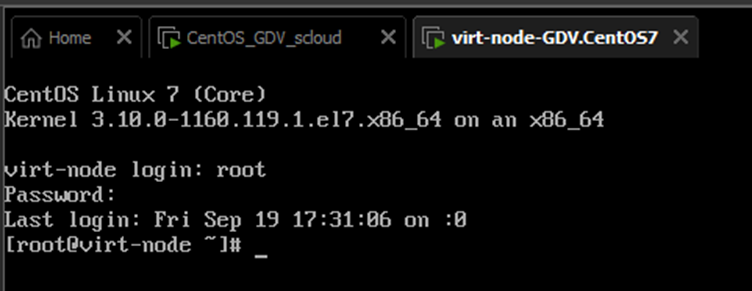 Home
CentOS_GDV_scloud
virt-node-GDV.CentOS7
CentOS Linux 7 (Core)
Kernel 3.10.0-1160.119.1.el7.x86_64 on an x86_64
virt-node login: root
Password:
Last login: Fri Sep 19 17:31:06 on :0
[root@virt-node ~]# _